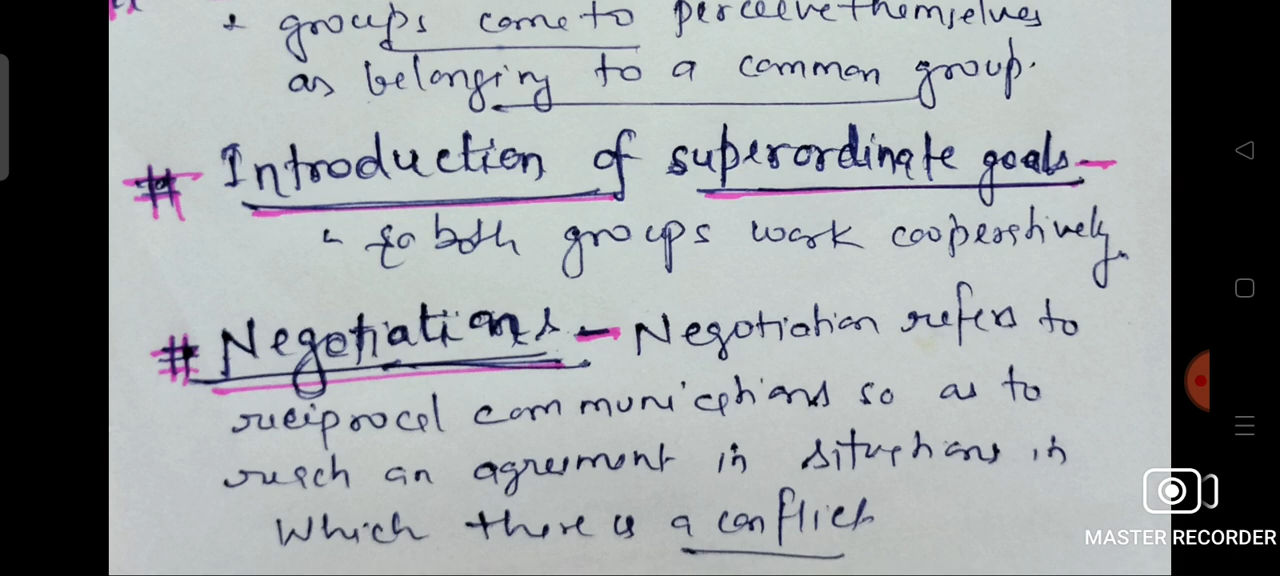 groups come to perceive themselves
as belonging to a common group.
# Introduction of superordinate goals-
so both groups work cooperatively.
# Negotiations - Negotiation refers to
reciprocal communications so as to
reach an agreement in situations in
which there is a conflict
MASTER RECORDER